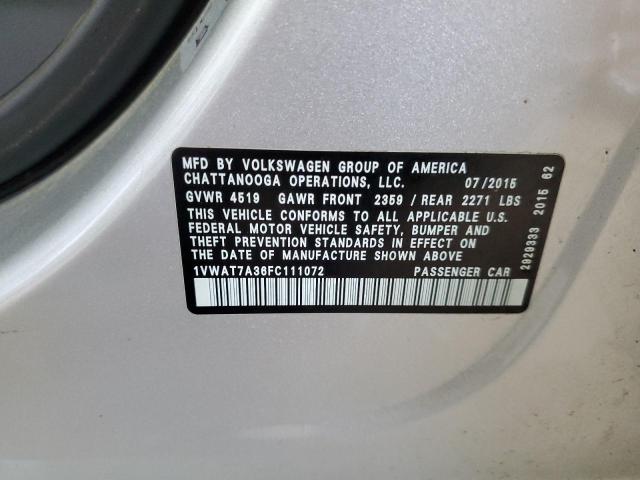 MFD BY VOLKSWAGEN GROUP OF AMERICA
CHATTANOOGA OPERATIONS, LLC. 07/2015
GVWR 4519 GAWR FRONT 2359 / REAR 2271 LBS
THIS VEHICLE CONFORMS TO ALL APPLICABLE U.S.
FEDERAL MOTOR VEHICLE SAFETY, BUMPER AND
THEFT PREVENTION STANDARDS IN EFFECT ON
THE DATE OF MANUFACTURE SHOWN ABOVE
1VWAT7A36FC111072 PASSENGER CAR
2929333 2015 62